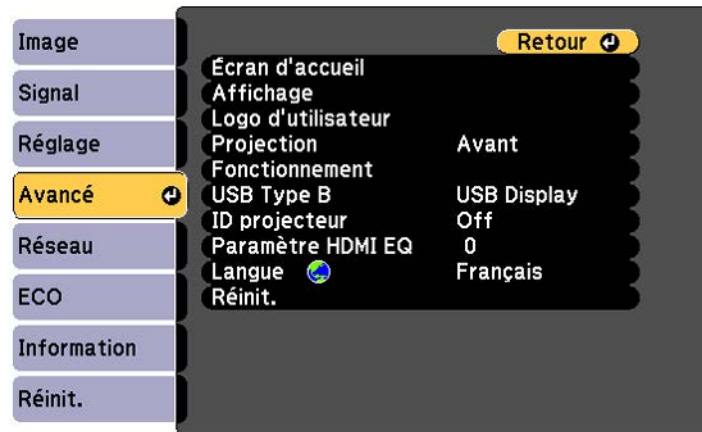 Image
Signal
Réglage
Avancé
Réseau
ECO
Information
Réinit.
Retour
Écran d'accueil
Affichage
Logo d'utilisateur
Projection Avant
Fonctionnement
USB Type B USB Display
ID projecteur Off
Paramètre HDMI EQ 0
Langue Français
Réinit.